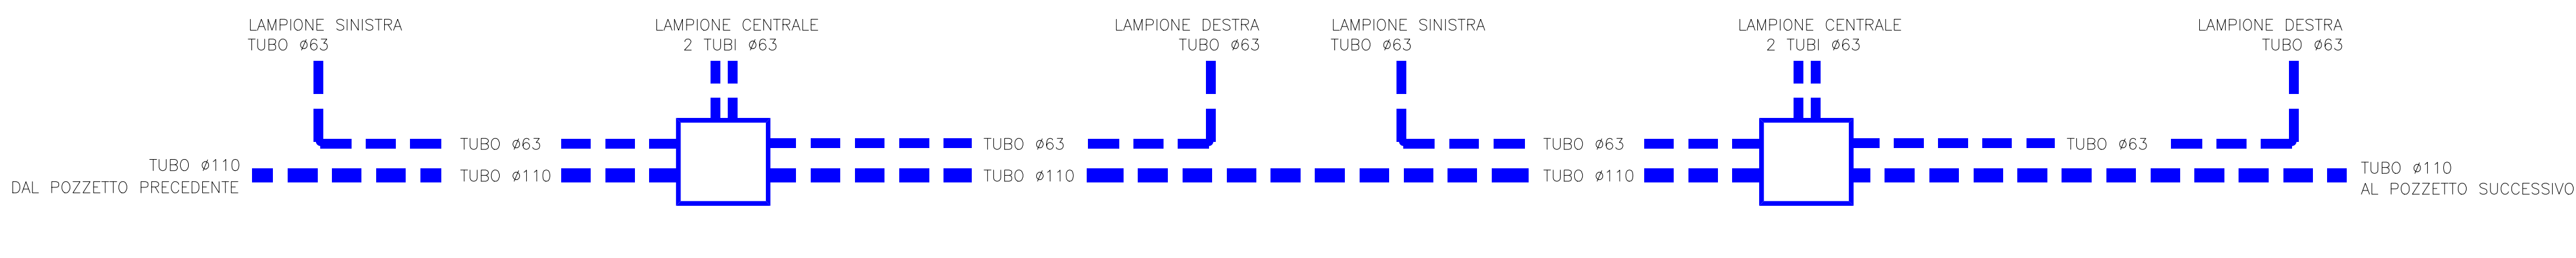 LAMPIONE SINISTRA
TUBO ø63
LAMPIONE CENTRALE
2 TUBI ø63
LAMPIONE DESTRA
TUBO ø63
LAMPIONE SINISTRA
TUBO ø63
LAMPIONE CENTRALE
2 TUBI ø63
LAMPIONE DESTRA
TUBO ø63
TUBO ø63
TUBO ø63
TUBO ø63
TUBO ø63
TUBO ø110
DAL POZZETTO PRECEDENTE
TUBO ø110
TUBO ø110
TUBO ø110
TUBO ø110
AL POZZETTO SUCCESSIVO